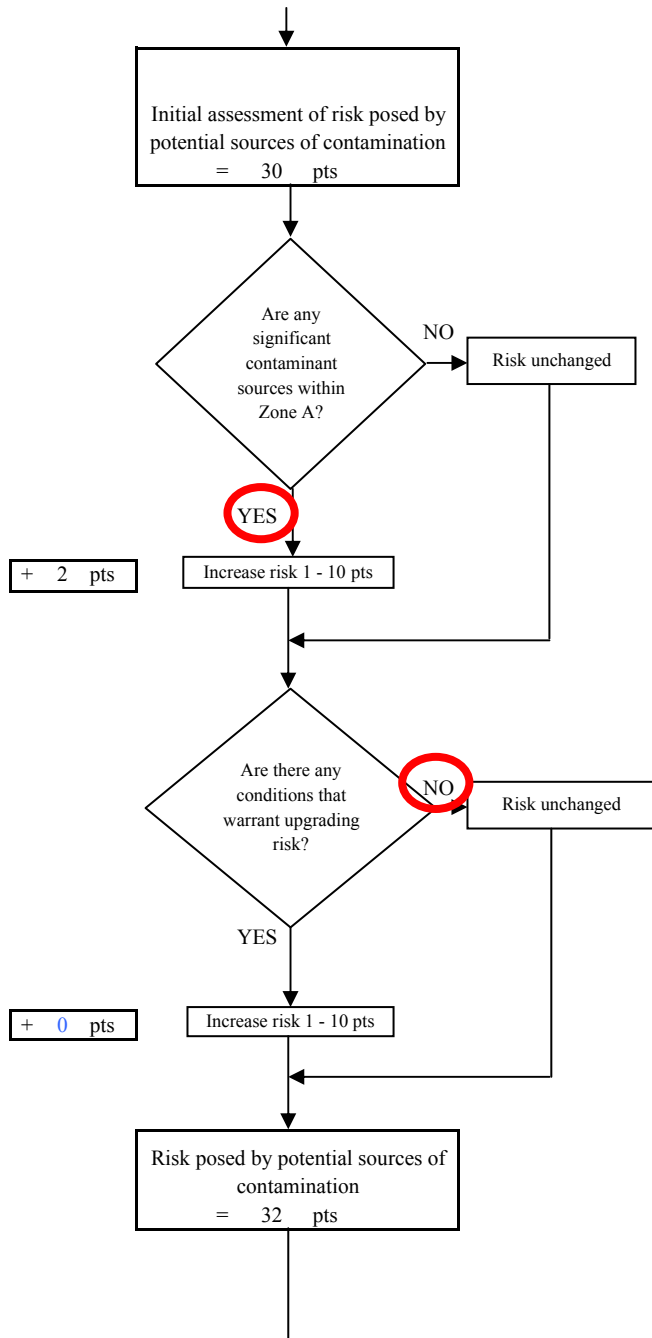 Initial assessment of risk posed by
potential sources of contamination
= 30 pts
Are any
significant
contaminant
sources within
Zone A?
NO
Risk unchanged
YES
+ 2 pts
Increase risk 1 - 10 pts
Are there any
conditions that
warrant upgrading
risk?
NO
Risk unchanged
YES
+ 0 pts
Increase risk 1 - 10 pts
Risk posed by potential sources of
contamination
= 32 pts